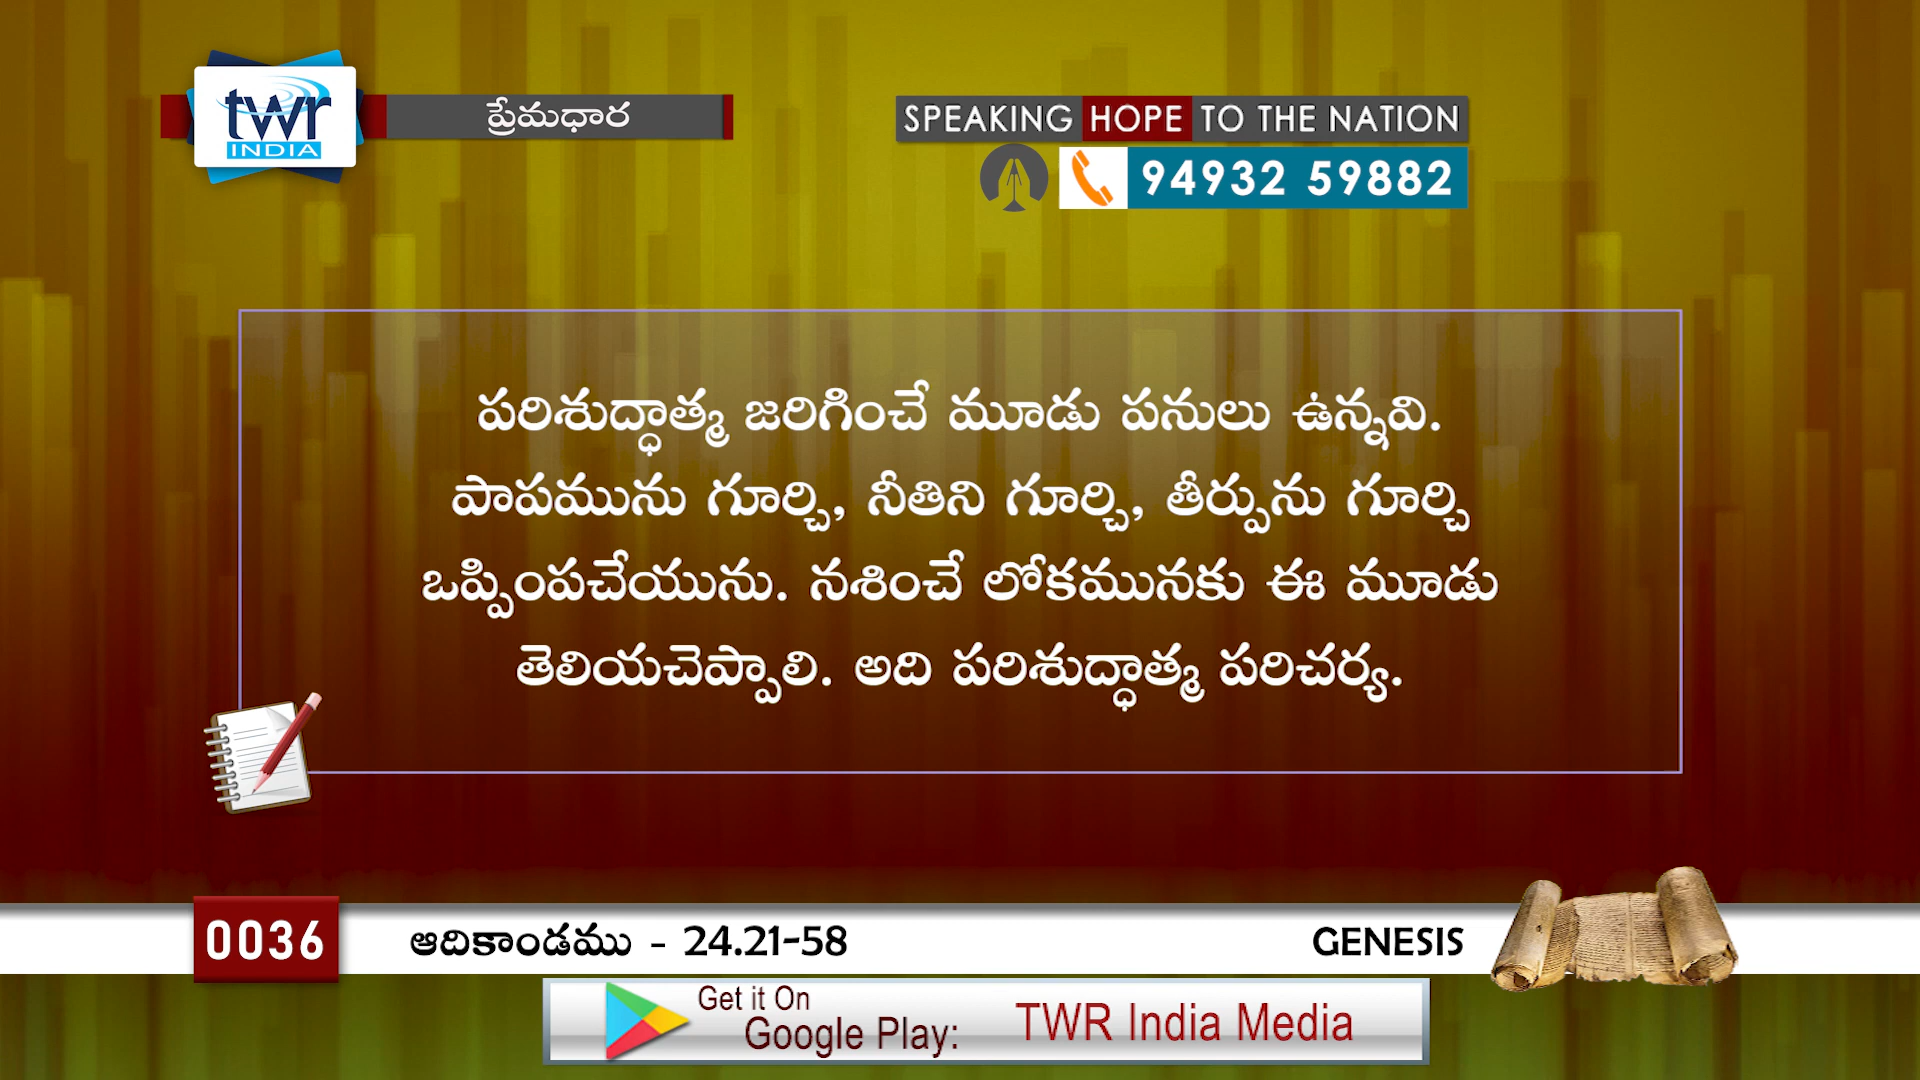 twr
INDIA
ప్రేమధార
SPEAKING HOPE TO THE NATION
94932 59882
పరిశుద్ధాత్మ జరిగించే మూడు పనులు ఉన్నవి.
పాపమును గూర్చి, నీతిని గూర్చి, తీర్పును గూర్చి
ఒప్పింపచేయును. నశించే లోకమునకు ఈ మూడు
తెలియచెప్పాలి. అది పరిశుద్ధాత్మ పరిచర్య.
0036
ఆదికాండము - 24.21-58
GENESIS
Get it On
Google Play:
TWR India Media